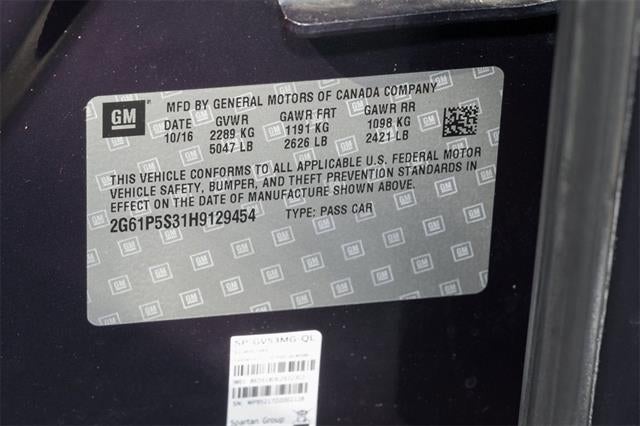 GM
MFD BY GENERAL MOTORS OF CANADA COMPANY
DATE GVWR GAWR FRT GAWR RR
10/16 2289 KG 1191 KG 1098 KG
5047 LB 2626 LB 2421 LB
THIS VEHICLE CONFORMS TO ALL APPLICABLE U.S. FEDERAL MOTOR
VEHICLE SAFETY, BUMPER, AND THEFT PREVENTION STANDARDS IN
EFFECT ON THE DATE OF MANUFACTURE SHOWN ABOVE.
2G61P5S31H9129454 TYPE: PASS CAR
SP-GV53MG-QL
Spartan Group